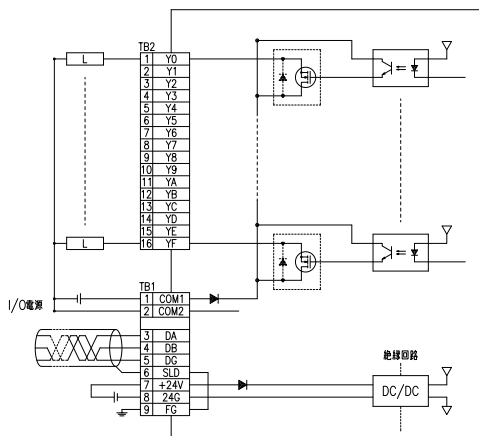 TB2
1 Y0
2 Y1
3 Y2
4 Y3
5 Y4
6 Y5
7 Y6
8 Y7
9 Y8
10 Y9
11 YA
12 YB
13 YC
14 YD
15 YE
16 YF
L
L
TB1
1 COM1
2 COM2
3 DA
4 DB
5 DG
6 SLD
7 +24V
8 24G
9 FG
I/O電源
絶縁回路
DC/DC